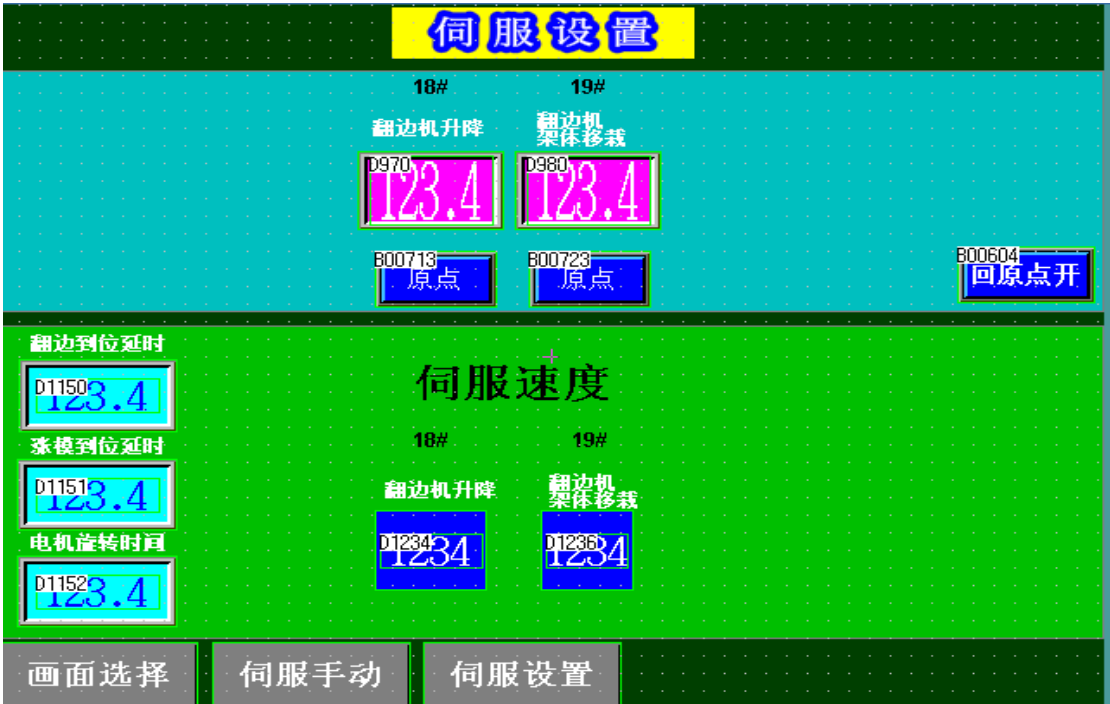 伺服设置
18# 19#
翻边机升降 翻边机
架体移栽
D970 123.4 D980 123.4
B00713 原点 B00723 原点 B00604 回原点开
翻边到位延时
D1150 123.4
伺服速度
涨模到位延时
18# 19#
D1151 123.4
翻边机升降 翻边机
架体移栽
电机旋转时间
D1234 1234 D1236 1234
D1152 123.4
画面选择 伺服手动 伺服设置